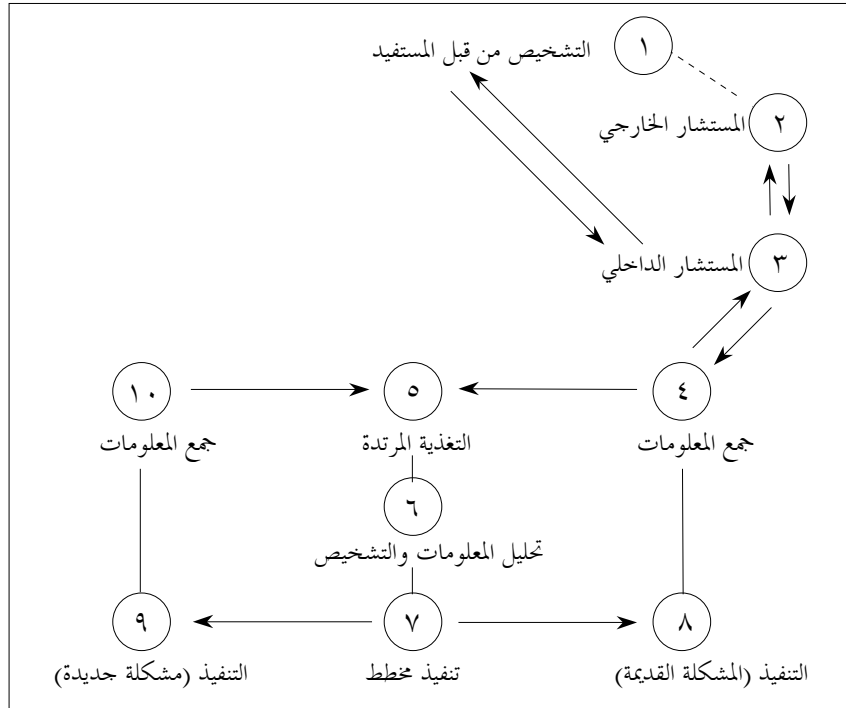 ١
التشخيص من قبل المستفيد
٢
المستشار الخارجي
٣
المستشار الداخلي
٤
جمع المعلومات
٥
التغذية المرتدة
١٠
جمع المعلومات
٦
تحليل المعلومات والتشخيص
٧
تنفيذ مخطط
٨
التنفيذ (المشكلة القديمة)
٩
التنفيذ (مشكلة جديدة)